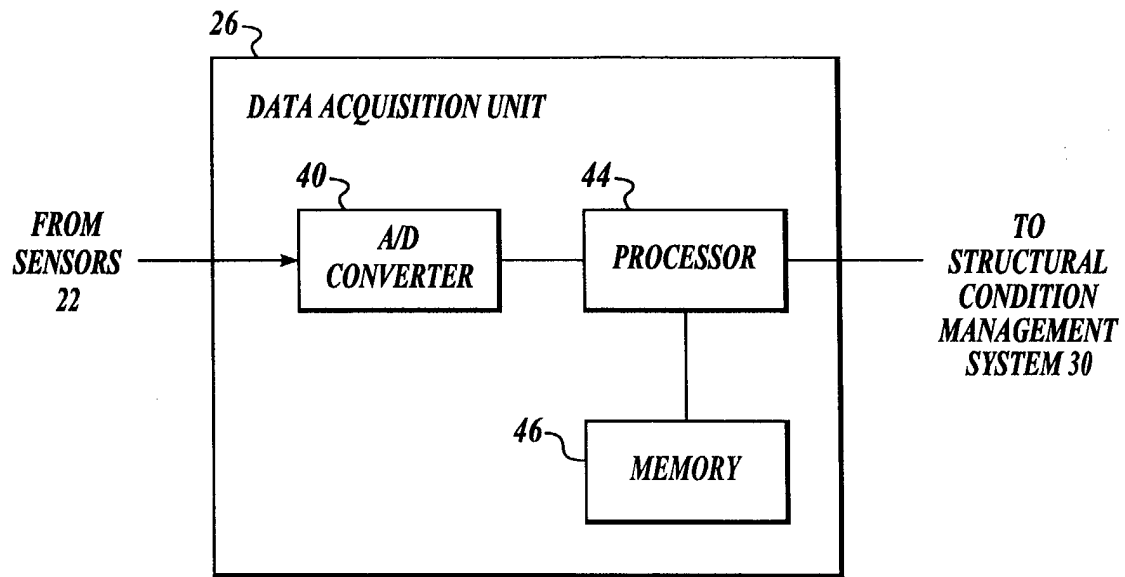 26
DATA ACQUISITION UNIT
40
44
FROM
SENSORS
22
A/D
CONVERTER
PROCESSOR
TO
STRUCTURAL
CONDITION
MANAGEMENT
SYSTEM 30
46
MEMORY